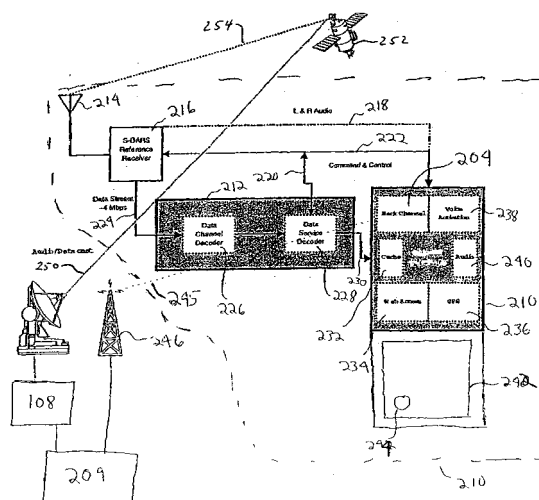 254
252
214
216
L & R Audio
218
S-DARS
Reference
Receiver
222
220
Command & Control
204
Data Stream
~4 Mbps
224
212
Back Channel
Voice
Activation
238
Data
Channel
Decoder
Data
Service
Decoder
Audio/Data cast
250
Cache
Audio
240
230
245
226
228
232
Web Server
GPS
210
246
234
236
108
242
209
210